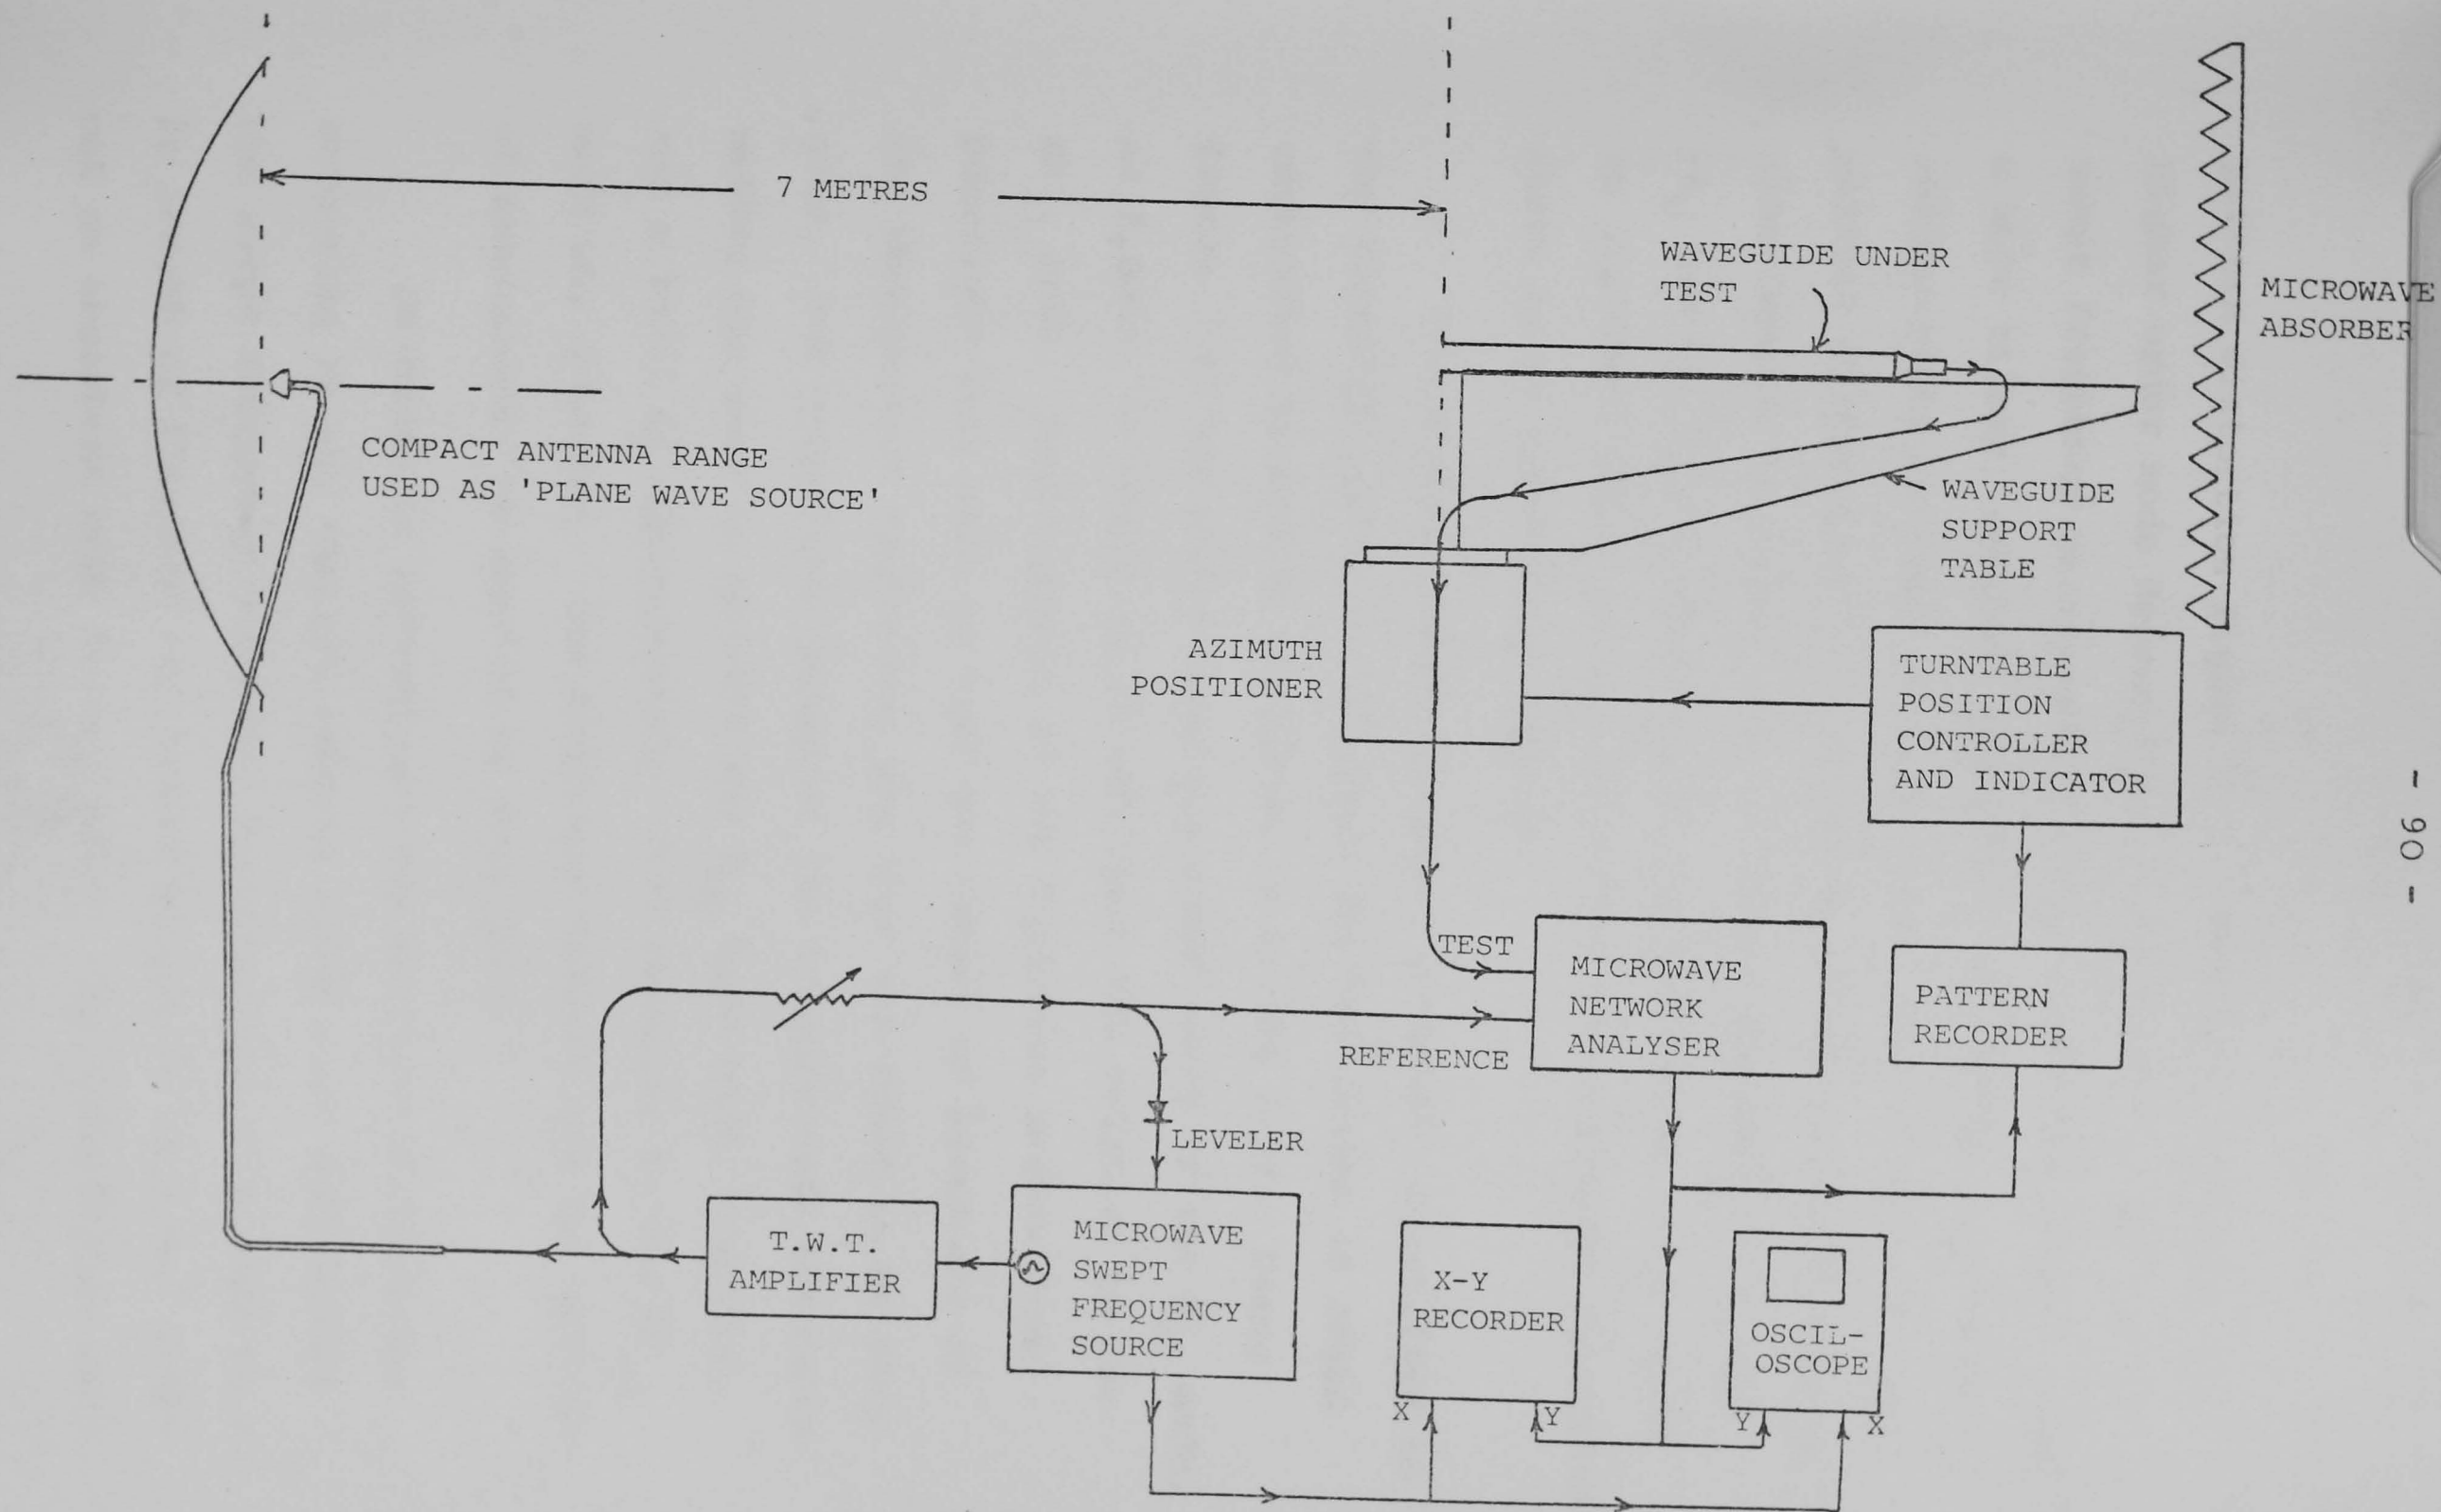 7 METRES
WAVEGUIDE UNDER
TEST
MICROWAVE
ABSORBER
COMPACT ANTENNA RANGE
USED AS 'PLANE WAVE SOURCE'
WAVEGUIDE
SUPPORT
TABLE
AZIMUTH
POSITIONER
TURNTABLE
POSITION
CONTROLLER
AND INDICATOR
- 90 -
TEST
REFERENCE
MICROWAVE
NETWORK
ANALYSER
PATTERN
RECORDER
LEVELER
T.W.T.
AMPLIFIER
MICROWAVE
SWEPT
FREQUENCY
SOURCE
X-Y
RECORDER
X
Y
OSCIL-
OSCOPE
Y
X